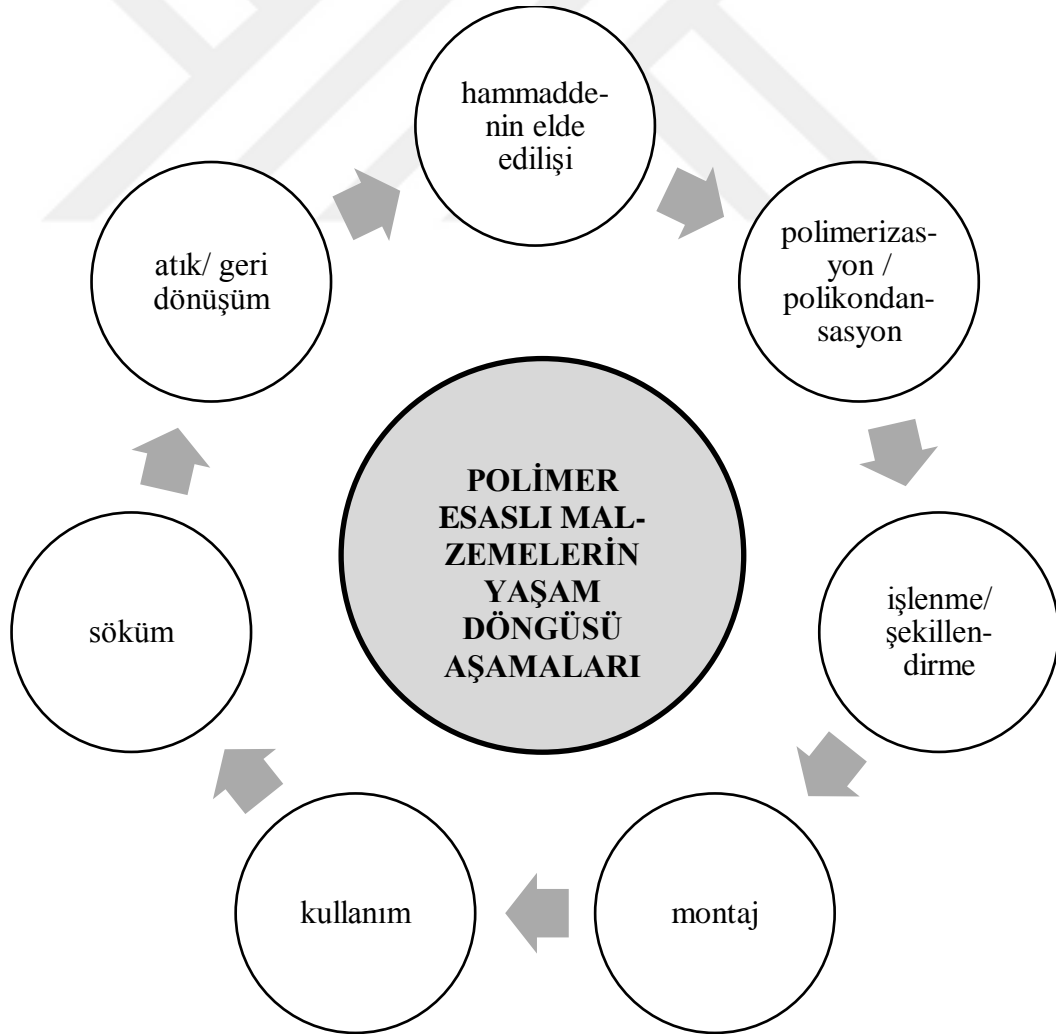 hammadde-
nin elde
edilişi
polimerizas-
yon /
polikondan-
sasyon
işlenme/
şekillen-
dirme
montaj
kullanım
söküm
atık/ geri
dönüşüm
POLİMER
ESASLI MAL-
ZEMELERİN
YAŞAM
DÖNGÜSÜ
AŞAMALARI